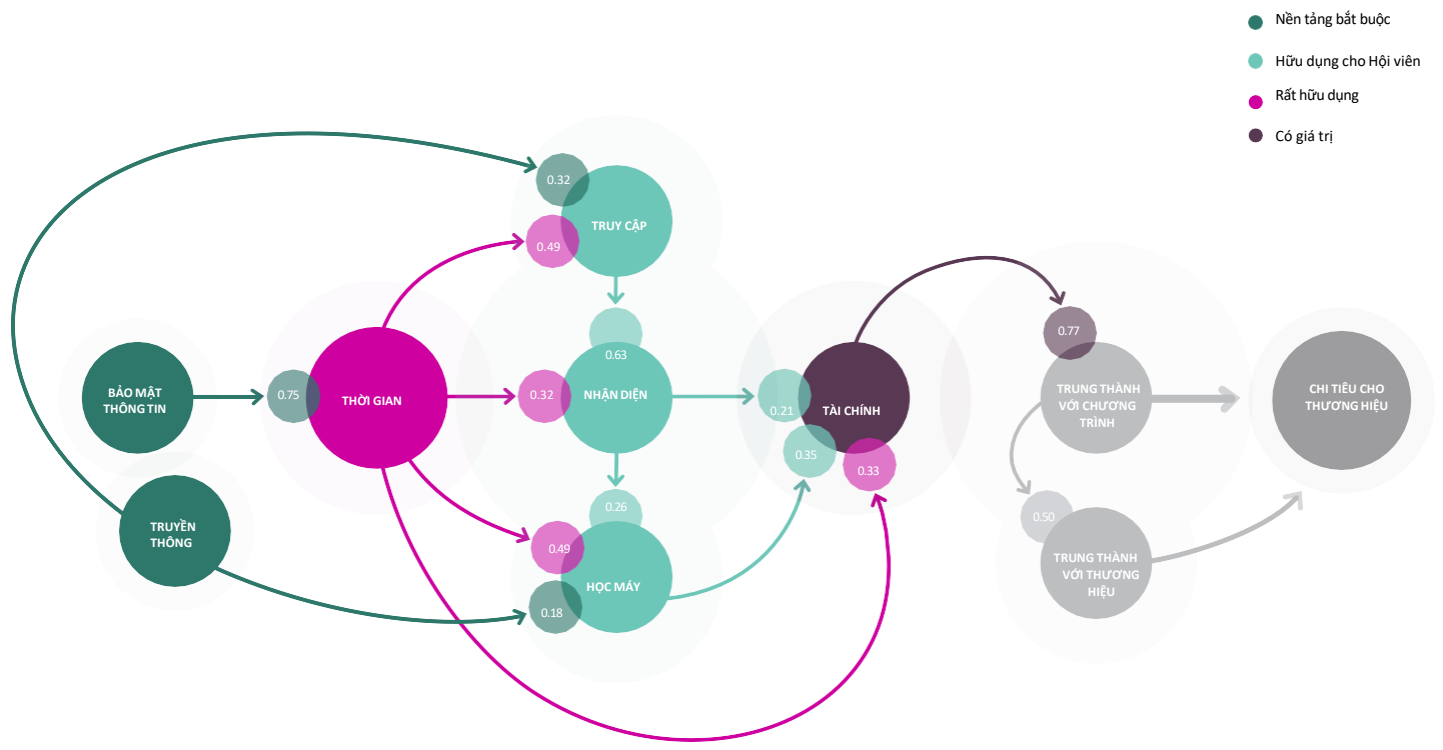 Nền tảng bắt buộc
Hữu dụng cho Hội viên
Rất hữu dụng
Có giá trị
0.32
TRUY CẬP
0.49
0.63
0.77
BẢO MẬT
THÔNG TIN
0.75
THỜI GIAN
0.32
NHẬN DIỆN
0.21
TÀI CHÍNH
TRUNG THÀNH
VỚI CHƯƠNG
TRÌNH
CHI TIÊU CHO
THƯƠNG HIỆU
0.35
0.33
0.26
0.50
TRUYỀN
THÔNG
0.49
HỌC MÁY
0.18
TRUNG THÀNH
VỚI THƯƠNG
HIỆU